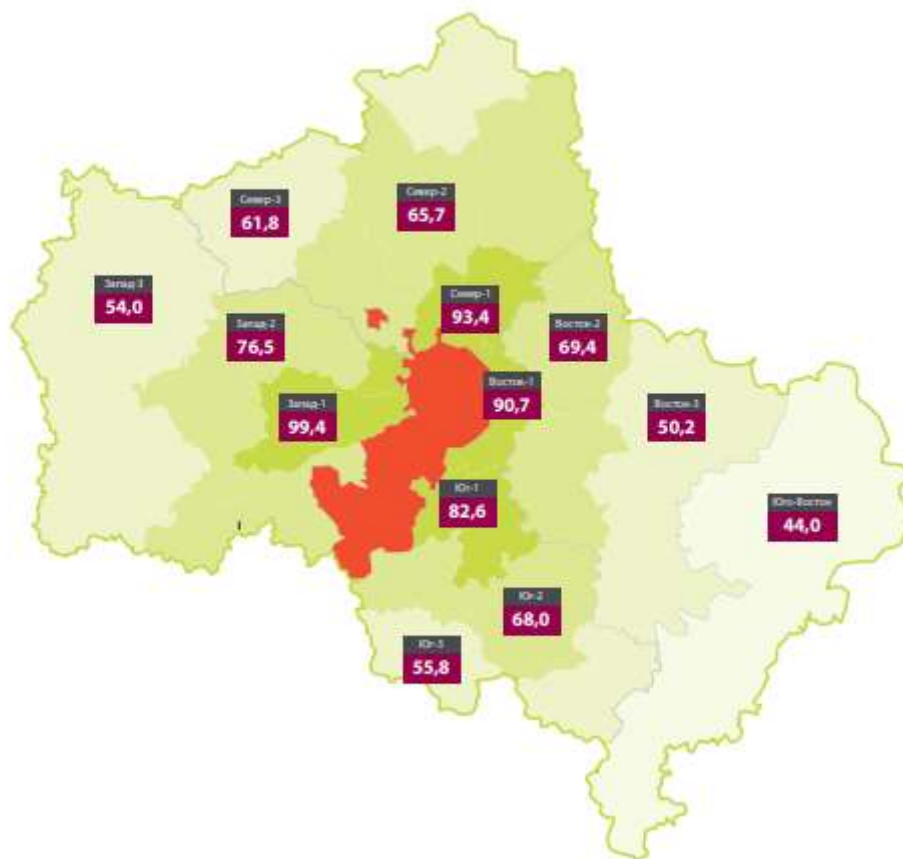 Север-3
61,8
Север-2
65,7
Запад-3
54,0
Север-1
93,4
Запад-2
76,5
Восток-2
69,4
Восток-1
90,7
Запад-1
99,4
Восток-3
50,2
Юг-1
82,6
Юго-Восток
44,0
Юг-2
68,0
Юг-3
55,8